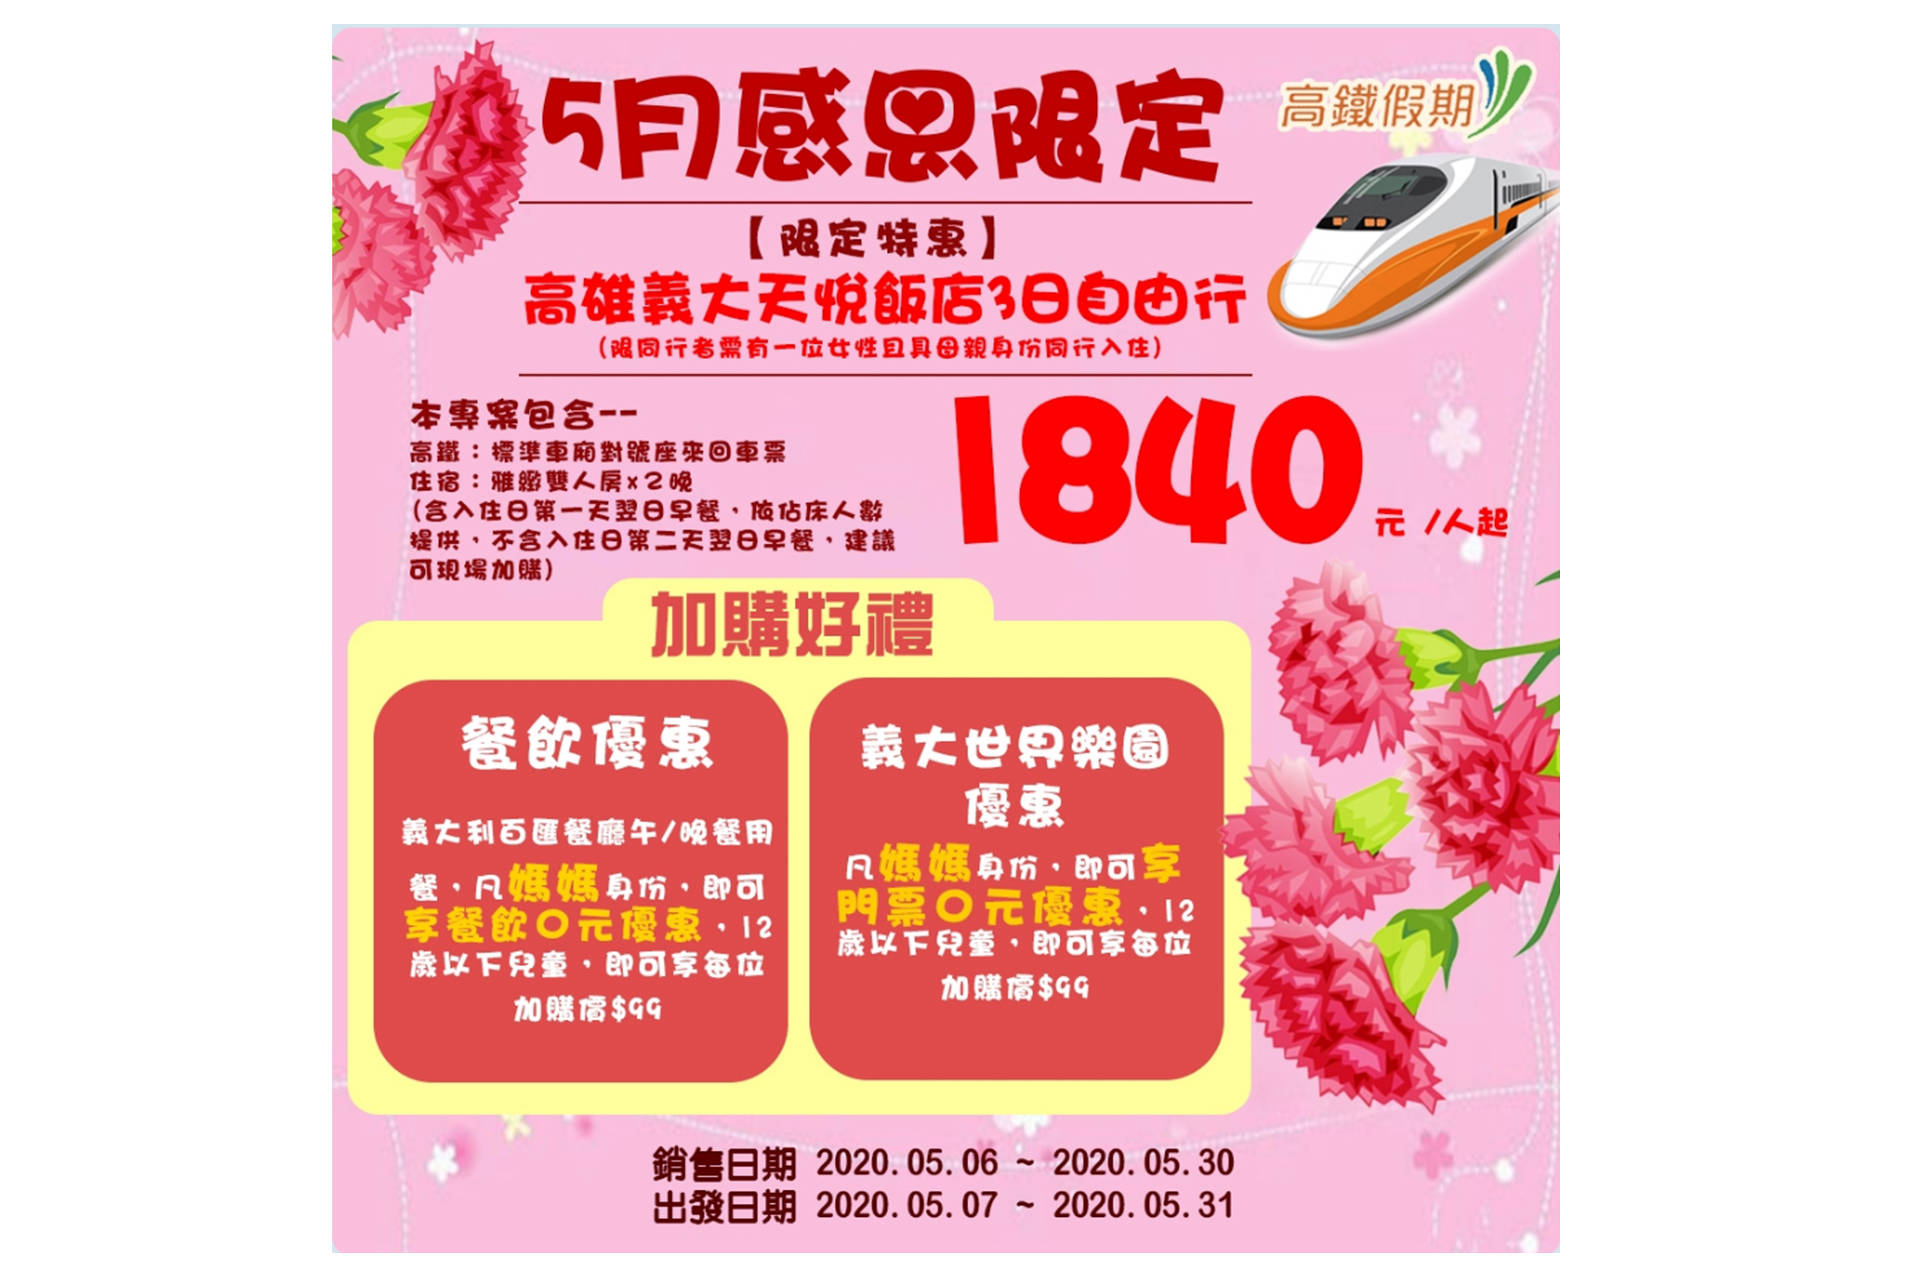 5月感恩限定
高鐵假期
【限定特惠】
高雄義大天悅飯店3日自由行
(限同行者需有一位女性且具母親身份同行入住)
本專案包含--
高鐵：標準車廂對號座來回車票
住宿：雅緻雙人房x2晚
(含入住日第一天翌日早餐，依佔床人數
提供，不含入住日第二天翌日早餐，建議
可現場加購)
1840
元 /人起
加購好禮
餐飲優惠
義大利百匯餐廳午/晚餐用
餐，凡媽媽身份，即可
享餐飲0元優惠，12
歲以下兒童，即可享每位
加購價$99
義大世界樂園
優惠
凡媽媽身份，即可享
門票0元優惠，12
歲以下兒童，即可享每位
加購價$99
銷售日期 2020.05.06 ~ 2020.05.30
出發日期 2020.05.07 ~ 2020.05.31